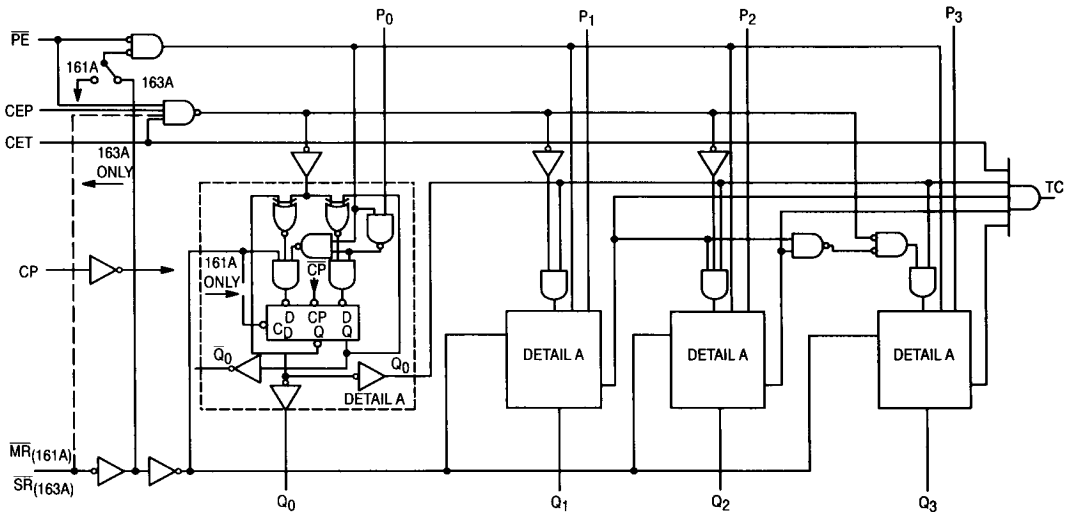 P0
P1
P2
P3
PE
161A
163A
CEP
CET
163A
ONLY
TC
CP
161A
ONLY
CP
D
CP
D
CD
Q
Q
Q0
Q0
DETAIL A
DETAIL A
DETAIL A
DETAIL A
MR(161A)
SR(163A)
Q0
Q1
Q2
Q3